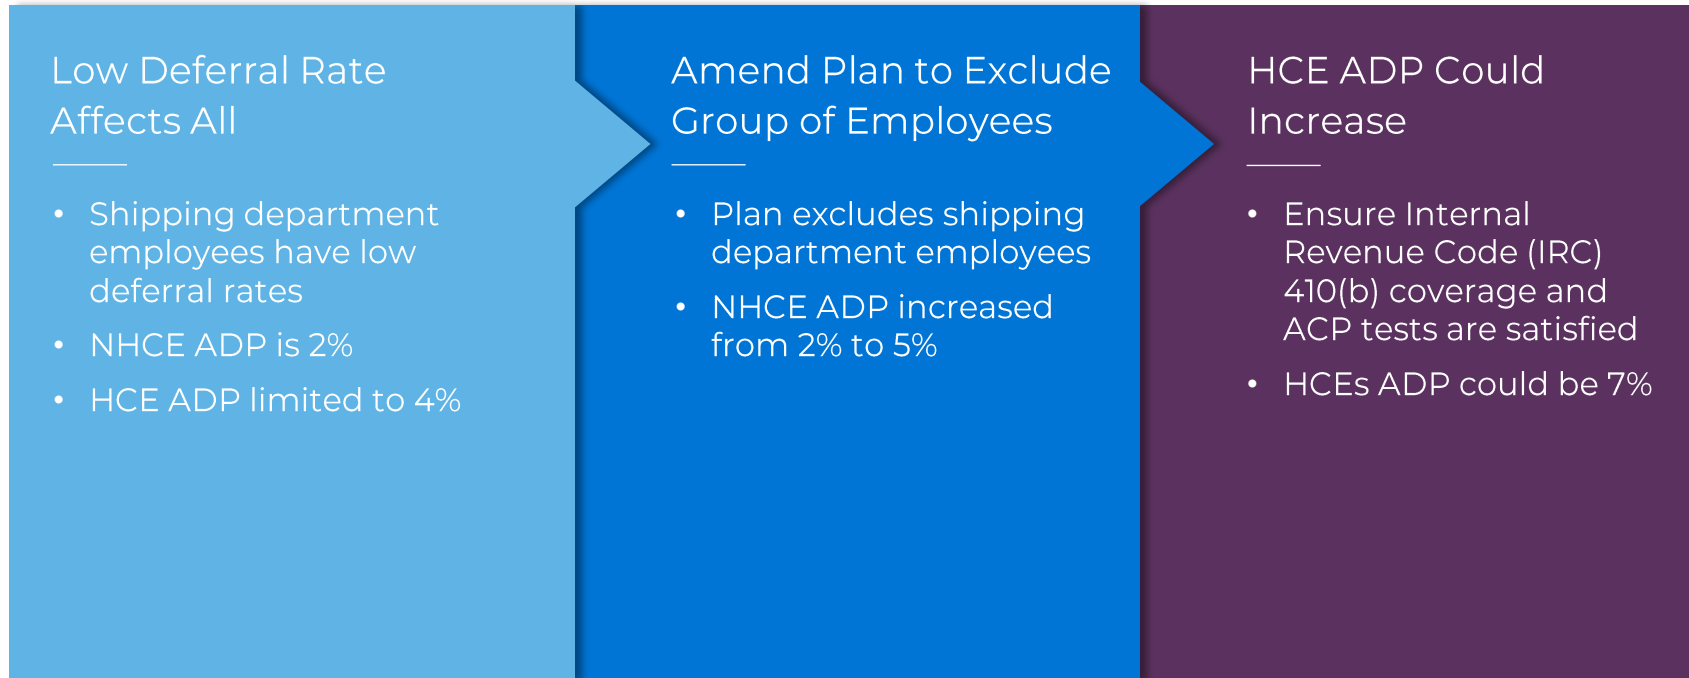 Low Deferral Rate
Affects All
• Shipping department
employees have low
deferral rates
• NHCE ADP is 2%
• HCE ADP limited to 4%
Amend Plan to Exclude
Group of Employees
• Plan excludes shipping
department employees
• NHCE ADP increased
from 2% to 5%
HCE ADP Could
Increase
• Ensure Internal
Revenue Code (IRC)
410(b) coverage and
ACP tests are satisfied
• HCEs ADP could be 7%